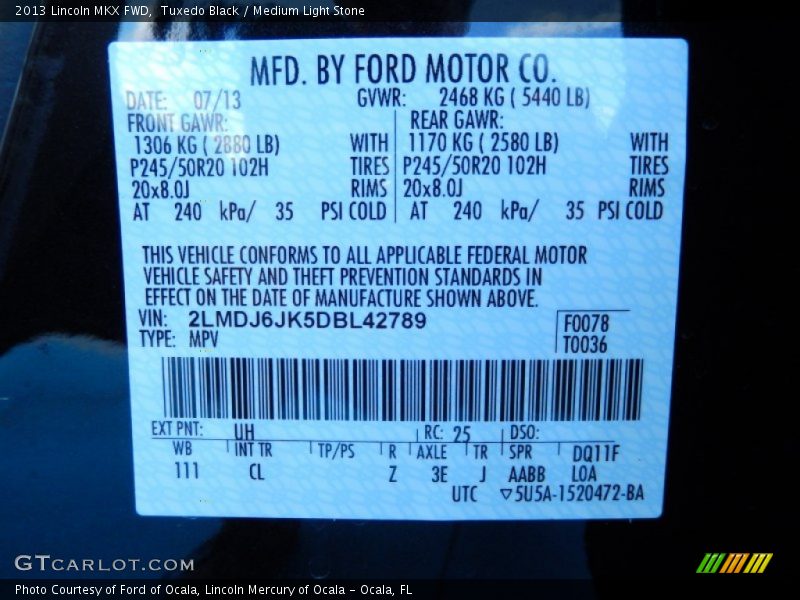 2013 Lincoln MKX FWD, Tuxedo Black / Medium Light Stone
MFD. BY FORD MOTOR CO.
DATE: 07/13 GVWR: 2468 KG ( 5440 LB)
FRONT GAWR: REAR GAWR:
1306 KG ( 2880 LB) WITH 1170 KG ( 2580 LB) WITH
P245/50R20 102H TIRES P245/50R20 102H TIRES
20x8.0J RIMS 20x8.0J RIMS
AT 240 kPa/ 35 PSI COLD AT 240 kPa/ 35 PSI COLD
THIS VEHICLE CONFORMS TO ALL APPLICABLE FEDERAL MOTOR
VEHICLE SAFETY AND THEFT PREVENTION STANDARDS IN
EFFECT ON THE DATE OF MANUFACTURE SHOWN ABOVE.
VIN: 2LMDJ6JK5DBL42789 F0078
TYPE: MPV T0036
EXT PNT: UH RC: 25 DSO:
WB INT TR TP/PS R AXLE TR SPR DQ11F
111 CL Z 3E J AABB LOA
UTC ▽5U5A-1520472-BA
GTCARLOT.COM
Photo Courtesy of Ford of Ocala, Lincoln Mercury of Ocala - Ocala, FL